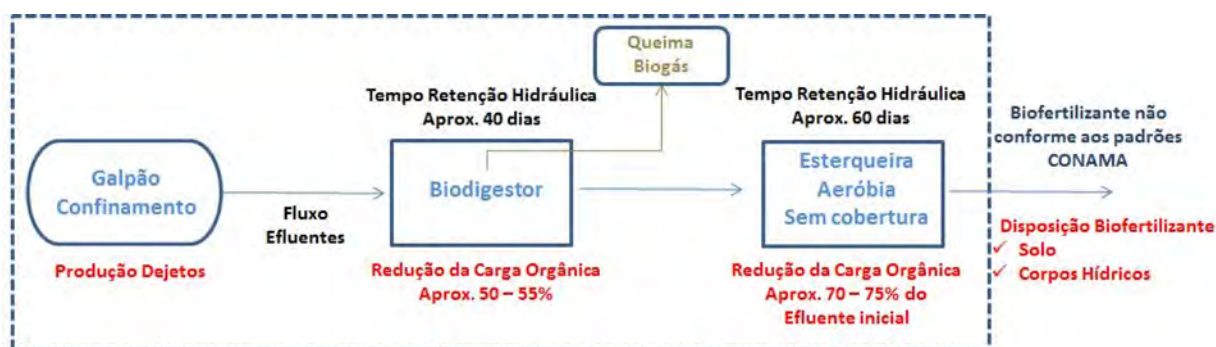 Queima
Biogás
Tempo Retenção Hidráulica
Aprox. 40 dias
Tempo Retenção Hidráulica
Aprox. 60 dias
Biofertilizante não
conforme aos padrões
CONAMA
Galpão
Confinamento
Fluxo
Efluentes
Biodigestor
Esterqueira
Aeróbia
Sem cobertura
Produção Dejetos
Redução da Carga Orgânica
Aprox. 50 – 55%
Redução da Carga Orgânica
Aprox. 70 – 75% do
Efluente inicial
Disposição Biofertilizante
✓ Solo
✓ Corpos Hídricos